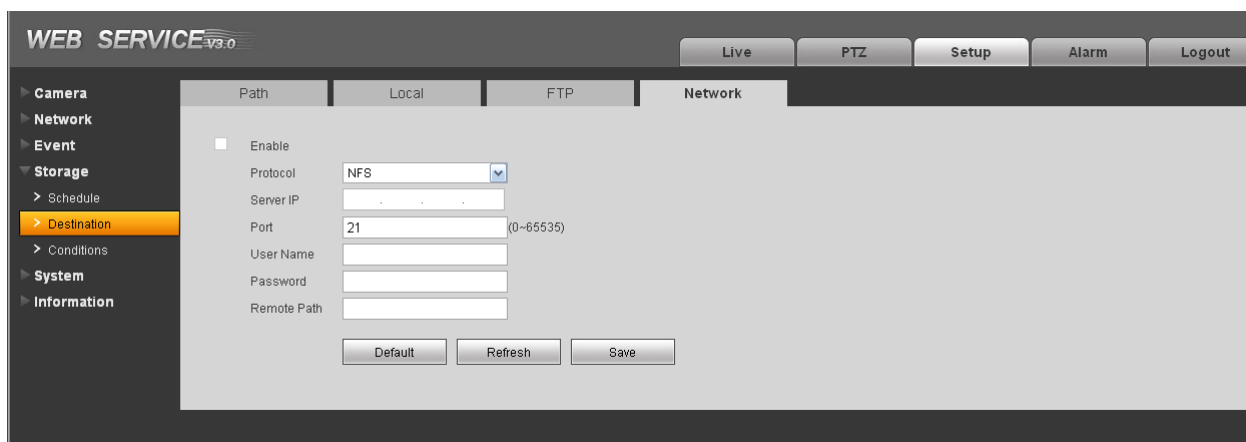 WEB SERVICE V3.0
Live PTZ Setup Alarm Logout
Camera
Network
Event
Storage
> Schedule
> Destination
> Conditions
System
Information
Path Local FTP Network
Enable
Protocol NFS
Server IP . . .
Port 21 (0~65535)
User Name
Password
Remote Path
Default Refresh Save